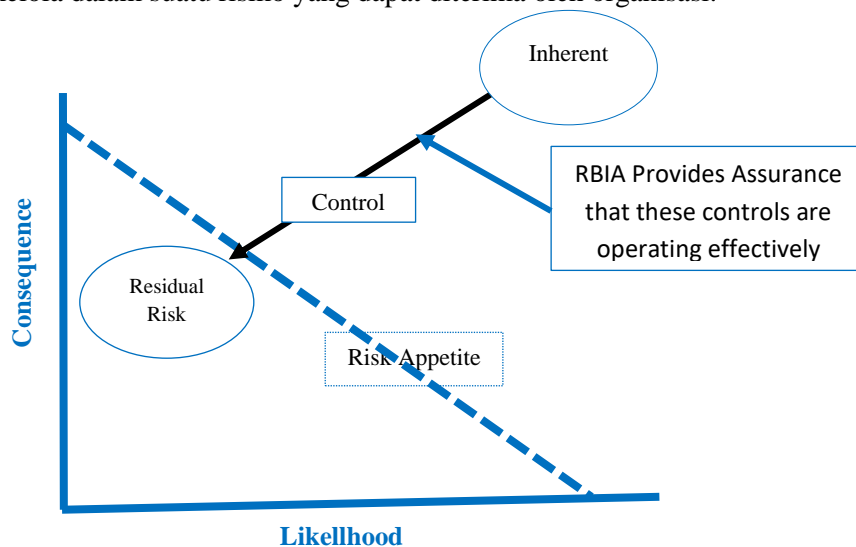 dalam suatu risiko yang dapat diterima oleh organisasi.
Inherent
RBIA Provides Assurance
that these controls are
operating effectively
Control
Residual
Risk
Risk Appetite
Consequence
Likellhood